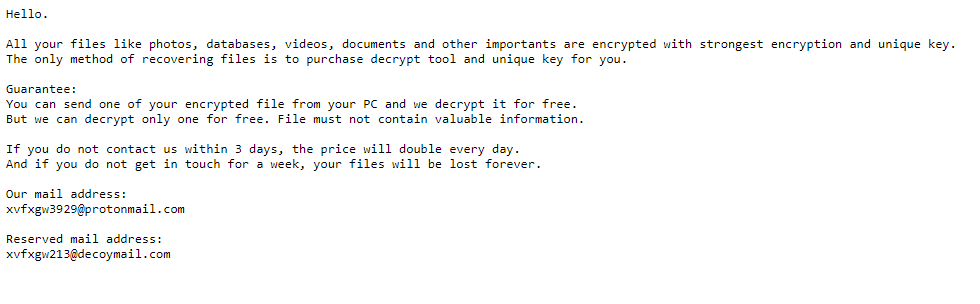 Hello.
All your files like photos, databases, videos, documents and other importants are encrypted with strongest encryption and unique key.
The only method of recovering files is to purchase decrypt tool and unique key for you.
Guarantee:
You can send one of your encrypted file from your PC and we decrypt it for free.
But we can decrypt only one for free. File must not contain valuable information.
If you do not contact us within 3 days, the price will double every day.
And if you do not get in touch for a week, your files will be lost forever.
Our mail address:
xvfxgw3929@protonmail.com
Reserved mail address:
xvfxgw213@decoymail.com